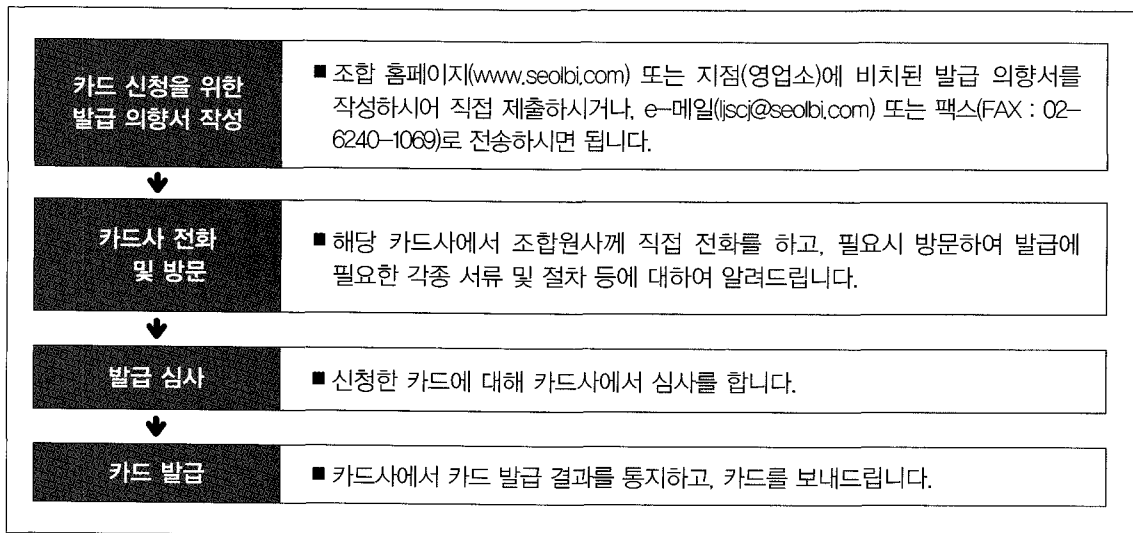 카드 신청을 위한
발급 의향서 작성
■ 조합 홈페이지(www.seolbi.com) 또는 지점(영업소)에 비치된 발급 의향서를
작성하시어 직접 제출하시거나, e-메일(ljscj@seolbi.com) 또는 팩스(FAX : 02-
6240-1069)로 전송하시면 됩니다.
카드사 전화
및 방문
■ 해당 카드사에서 조합원사께 직접 전화를 하고, 필요시 방문하여 발급에
필요한 각종 서류 및 절차 등에 대하여 알려드립니다.
발급 심사
■ 신청한 카드에 대해 카드사에서 심사를 합니다.
카드 발급
■ 카드사에서 카드 발급 결과를 통지하고, 카드를 보내드립니다.